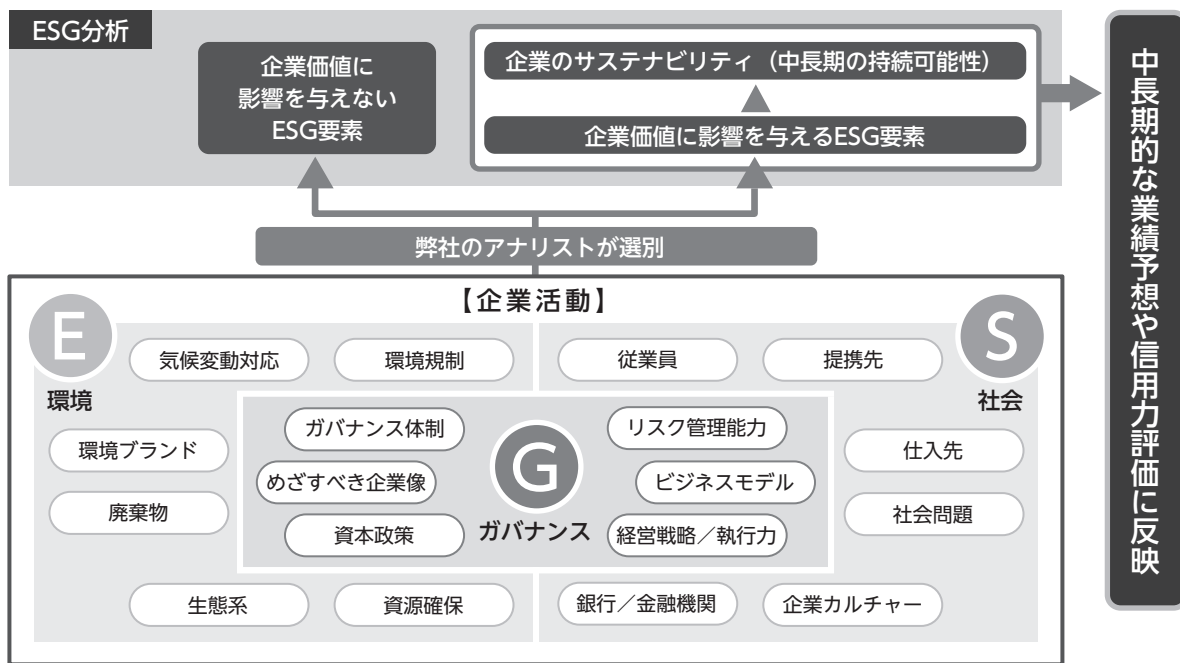 ESG分析
企業価値に
影響を与えない
ESG要素
企業のサステナビリティ（中長期の持続可能性）
企業価値に影響を与えるESG要素
中長期的な業績予想や信用力評価に反映
弊社のアナリストが選別
【企業活動】
E
環境
S
社会
気候変動対応
環境規制
従業員
提携先
環境ブランド
廃棄物
ガバナンス体制
めざすべき企業像
資本政策
G
ガバナンス
リスク管理能力
ビジネスモデル
経営戦略／執行力
仕入先
社会問題
生態系
資源確保
銀行／金融機関
企業カルチャー